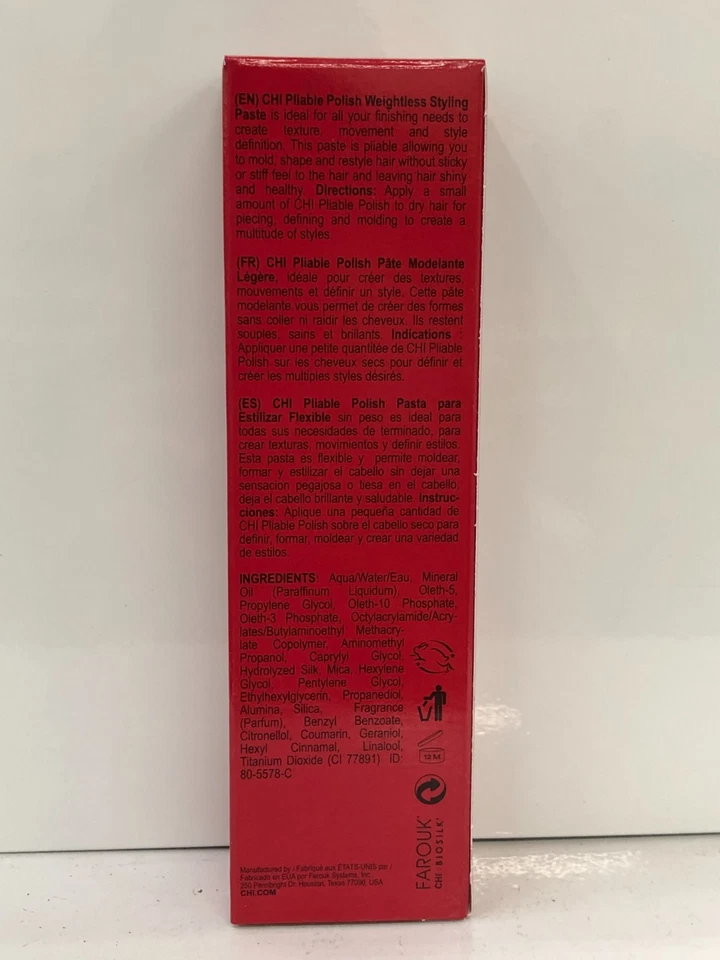 (EN) CHI Pliable Polish Weightless Styling
Paste is ideal for all your finishing needs to
create texture, movement and style
definition. This paste is pliable allowing you
to mold, shape and restyle hair without sticky
or stiff feel to the hair and leaving hair shiny
and healthy. Directions: Apply a small
amount of CHI Pliable Polish to dry hair for
piecing, defining and molding to create a
multitude of styles.
(FR) CHI Pliable Polish Pâte Modelante
Légère, idéale pour créer des textures,
mouvements et définir un style. Cette pâte
modelante vous permet de créer des formes
sans coller ni raidir les cheveux. Ils restent
souples, sains et brillants. Indications :
Appliquer une petite quantitée de CHI Pliable
Polish sur les cheveux secs pour définir et
créer les multiples styles désirés.
(ES) CHI Pliable Polish Pasta para
Estilizar Flexible sin peso es ideal para
todas sus necesidades de terminado, para
crear texturas, movimientos y definir estilos.
Esta pasta es flexible y permite moldear,
formar y estilizar el cabello sin dejar una
sensacion pegajosa o tiesa en el cabello,
deja el cabello brillante y saludable. Instruc-
ciones: Aplique una pequeña cantidad de
CHI Pliable Polish sobre el cabello seco para
definir, formar, moldear y crear una variedad
de estilos.
INGREDIENTS: Aqua/Water/Eau, Mineral
Oil (Paraffinum Liquidum), Oleth-5,
Propylene Glycol, Oleth-10 Phosphate,
Oleth-3 Phosphate, Octylacrylamide/Acry-
lates/Butylaminoethyl Methacry-
late Copolymer, Aminomethyl
Propanol, Caprylyl Glycol,
Hydrolyzed Silk, Mica, Hexylene
Glycol, Pentylene Glycol,
Ethylhexylglycerin, Propanediol,
Alumina, Silica, Fragrance
(Parfum), Benzyl Benzoate,
Citronellol, Coumarin, Geraniol,
Hexyl Cinnamal, Linalool,
Titanium Dioxide (CI 77891) ID:
80-5578-C
12 M
FAROUK
CHI BIOSILK
Manufactured by / Fabriqué aux ETATS-UNIS par /
Fabricado en EUA por Farouk Systems, Inc.
250 Pennbright Dr. Houston, Texas 77090, USA
CHI.COM